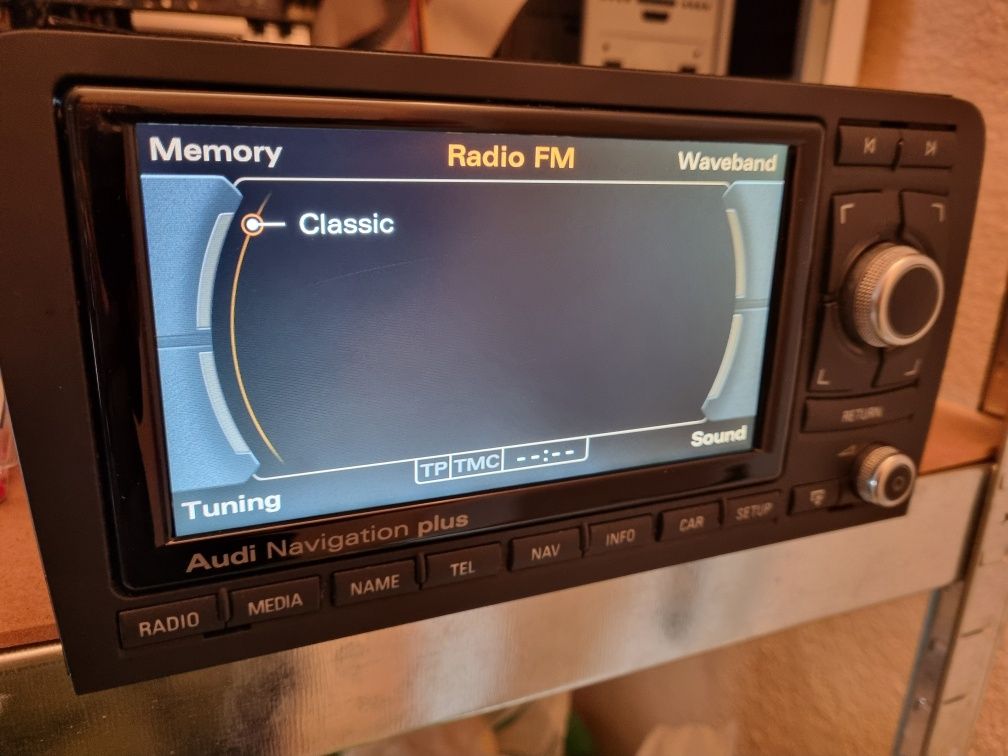 Memory
Radio FM
Waveband
Classic
Sound
TP TMC --:--
Tuning
Audi Navigation plus
RETURN
RADIO
MEDIA
NAME
TEL
NAV
INFO
CAR
SETUP